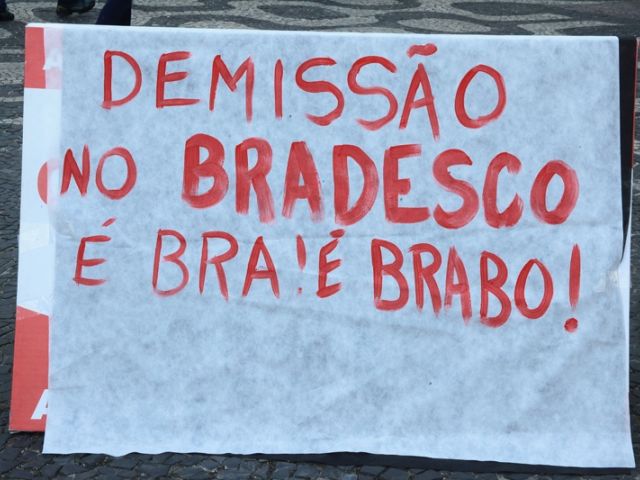 DEMISSÃO
NO BRADESCO
É BRA! É BRABO!